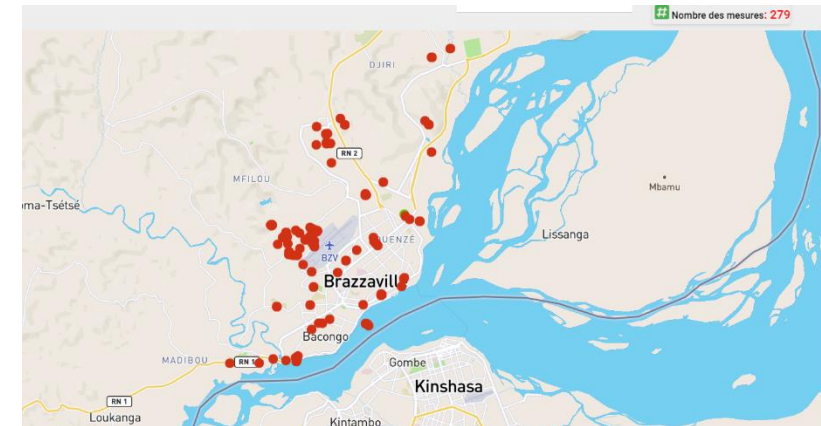 Nombre des mesures: 279
DJIRI
RN 2
MFILOU
Mbamu
oma-Tsétsé
Lissanga
OUENZÉ
BZV
Brazzavill
Bacongo
MADIBOU
RN 1
Gombe
Kinshasa
RN 1
Loukanga
Kintambo